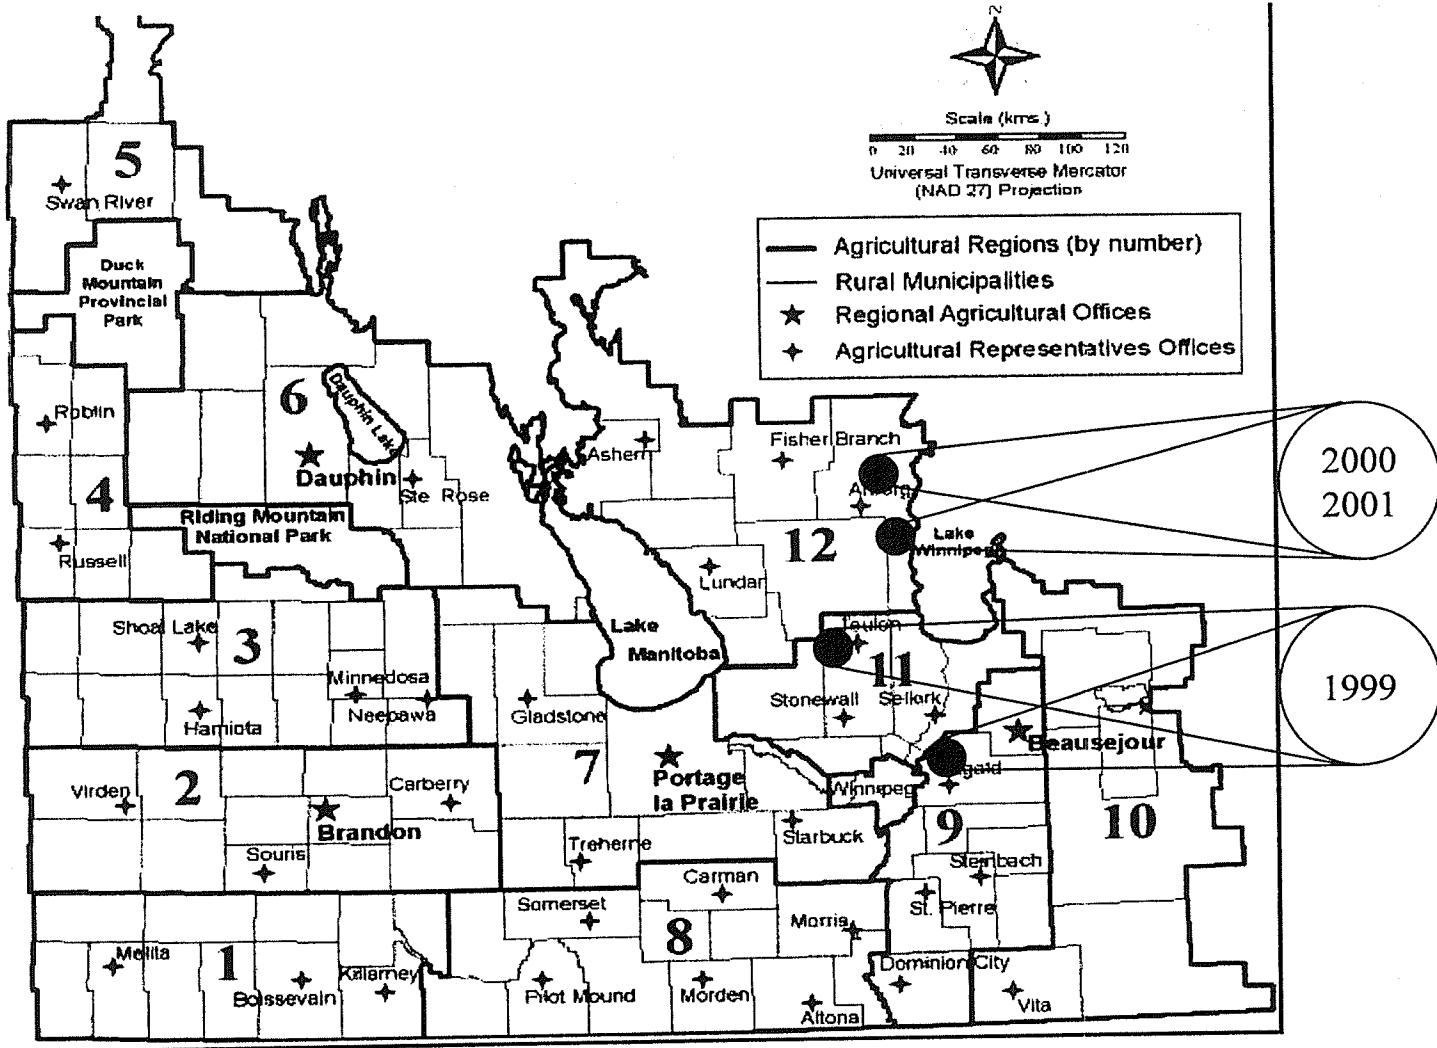 N
Scale (kms.)
0 20 40 60 80 100 120
Universal Transverse Mercator
(NAD 27) Projection
Agricultural Regions (by number)
Rural Municipalities
Regional Agricultural Offices
Agricultural Representatives Offices
5
Swan River
Duck
Mountain
Provincial
Park
6
Dauphin Lake
Roblin
Dauphin
Ste Rose
4
Riding Mountain
National Park
Russell
Ashern
Fisher Branch
2000
2001
12
Lake
Winnipeg
Lundar
Shoal Lake
3
Lake
Manitoba
Teulon
11
Minnedosa
Neepawa
Hamiota
Gladstone
Stonewall
Selkirk
1999
Beausejour
7
Portage
la Prairie
Virden
2
Carberry
Brandon
Winnipeg
9
10
Souris
Treherne
Starbuck
Steinbach
Carman
St. Pierre
Somerset
Morris
8
Melita
1
Boissevain
Killarney
Pilot Mound
Morden
Altona
Dominion City
Vita